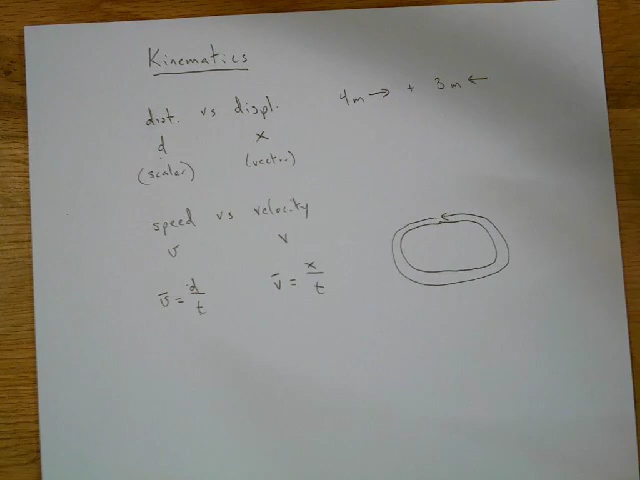 Kinematics
dist. vs displ.
d x
(scalar) (vector)
speed vs velocity
v v
v̄ = d/t v̄ = x/t
4m → + 3m ←